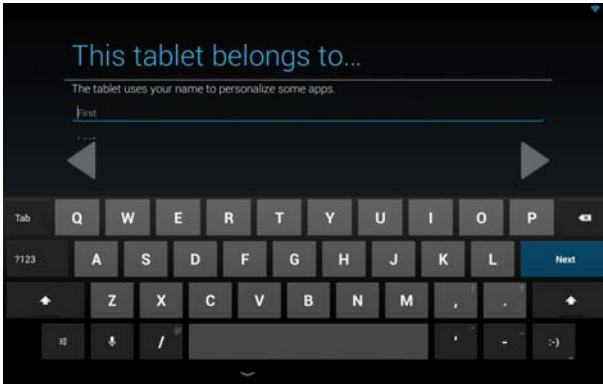 This tablet belongs to...
The tablet uses your name to personalize some apps.
First
Tab Q W E R T Y U I O P
?123 A S D F G H J K L Next
Z X C V B N M , ! . ?
/ @ ' " - _ :-)